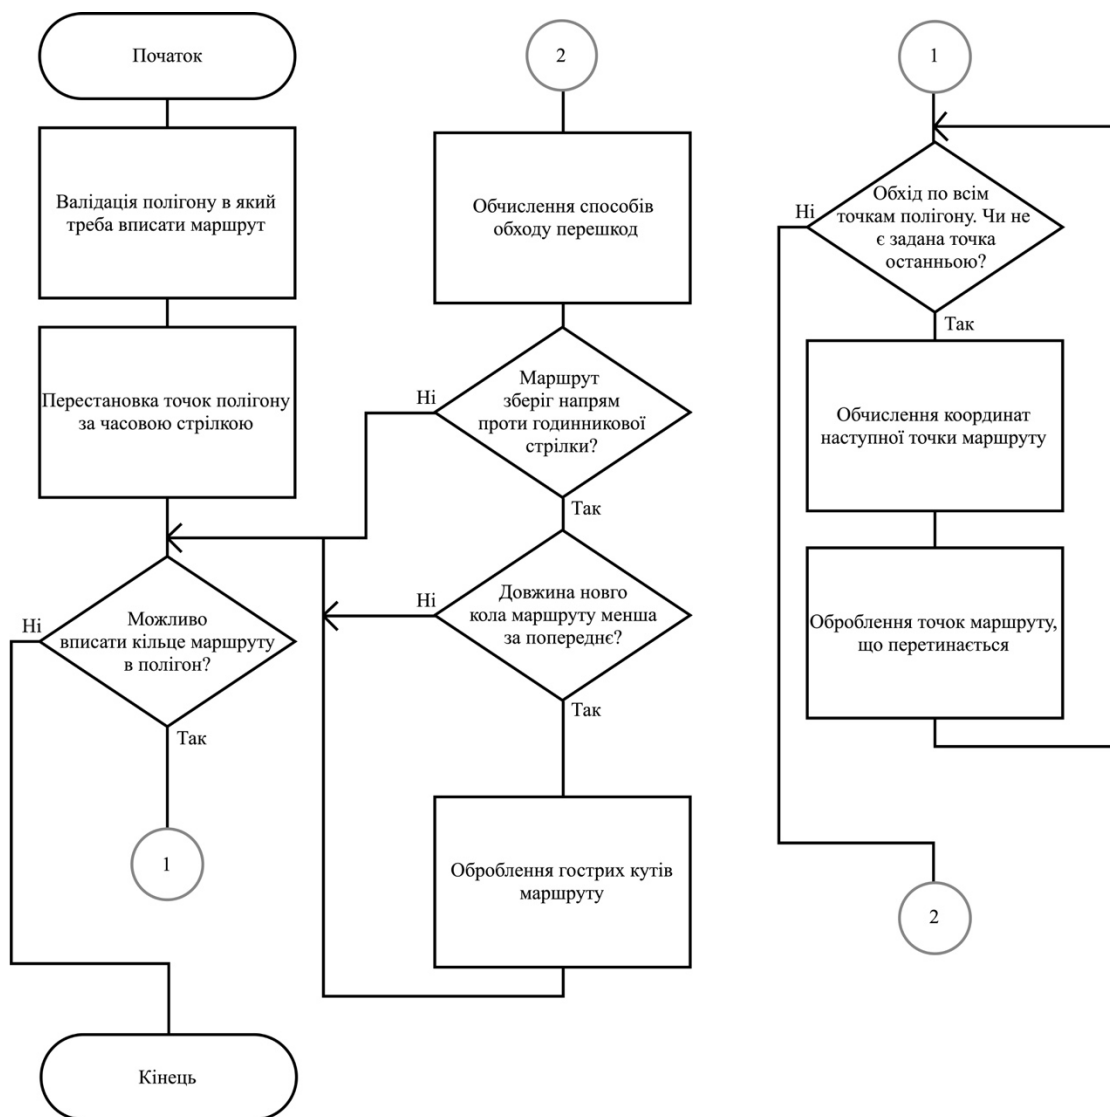 Початок
Валідація полігону в який
треба вписати маршрут
Перестановка точок полігону
за часовою стрілкою
Ні
Можливо
вписати кільце маршруту
в полігон?
Так
1
Кінець
2
Обчислення способів
обходу перешкод
Ні
Маршрут
зберіг напрям
проти годинникової
стрілки?
Так
Ні
Довжина новго
кола маршруту менша
за попереднє?
Так
Оброблення гострих кутів
маршруту
1
Ні
Обхід по всім
точкам полігону. Чи не
є задана точка
останньою?
Так
Обчислення координат
наступної точки маршруту
Оброблення точок маршруту,
що перетинається
2